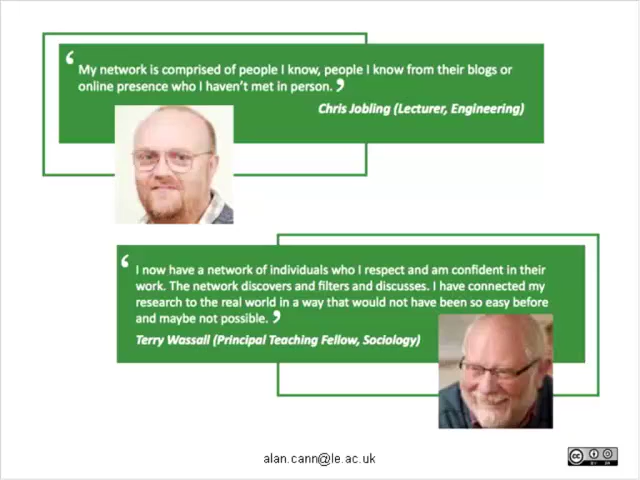 ‘
My network is comprised of people I know, people I know from their blogs or
online presence who I haven’t met in person. ’
Chris Jobling (Lecturer, Engineering)
‘
I now have a network of individuals who I respect and am confident in their
work. The network discovers and filters and discusses. I have connected my
research to the real world in a way that would not have been so easy before
and maybe not possible. ’
Terry Wassall (Principal Teaching Fellow, Sociology)
alan.cann@le.ac.uk
cc
BY SA